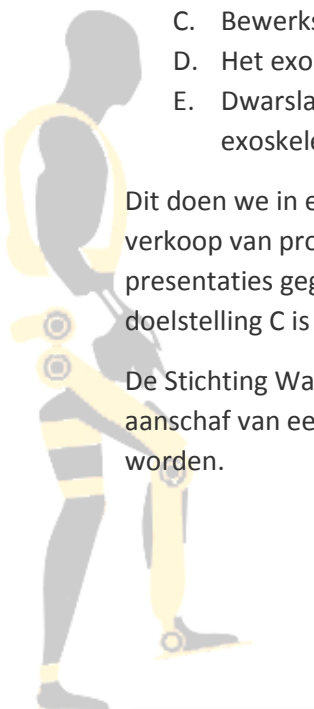 C. Bewerks
D. Het exo
E. Dwarsla
exoskele
Dit doen we in e
verkoop van pro
presentaties geg
doelstelling C is
De Stichting Wa
aanschaf van ee
worden.